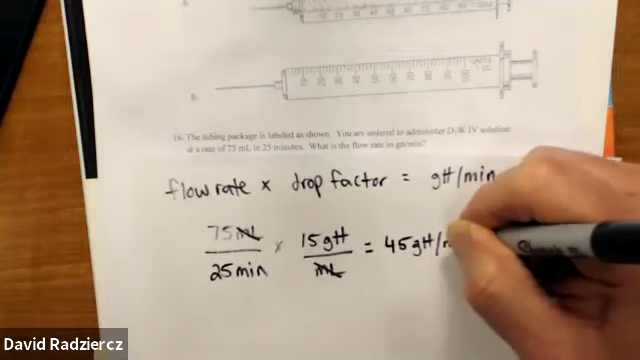 A.
B.
16. The tubing package is labeled as shown. You are ordered to administer D5W IV solution
at a rate of 75 mL in 25 minutes. What is the flow rate in gtt/min?
flow rate x drop factor = gtt/min
75 mL x 15 gtt = 45 gtt/
25 min mL
David Radziercz